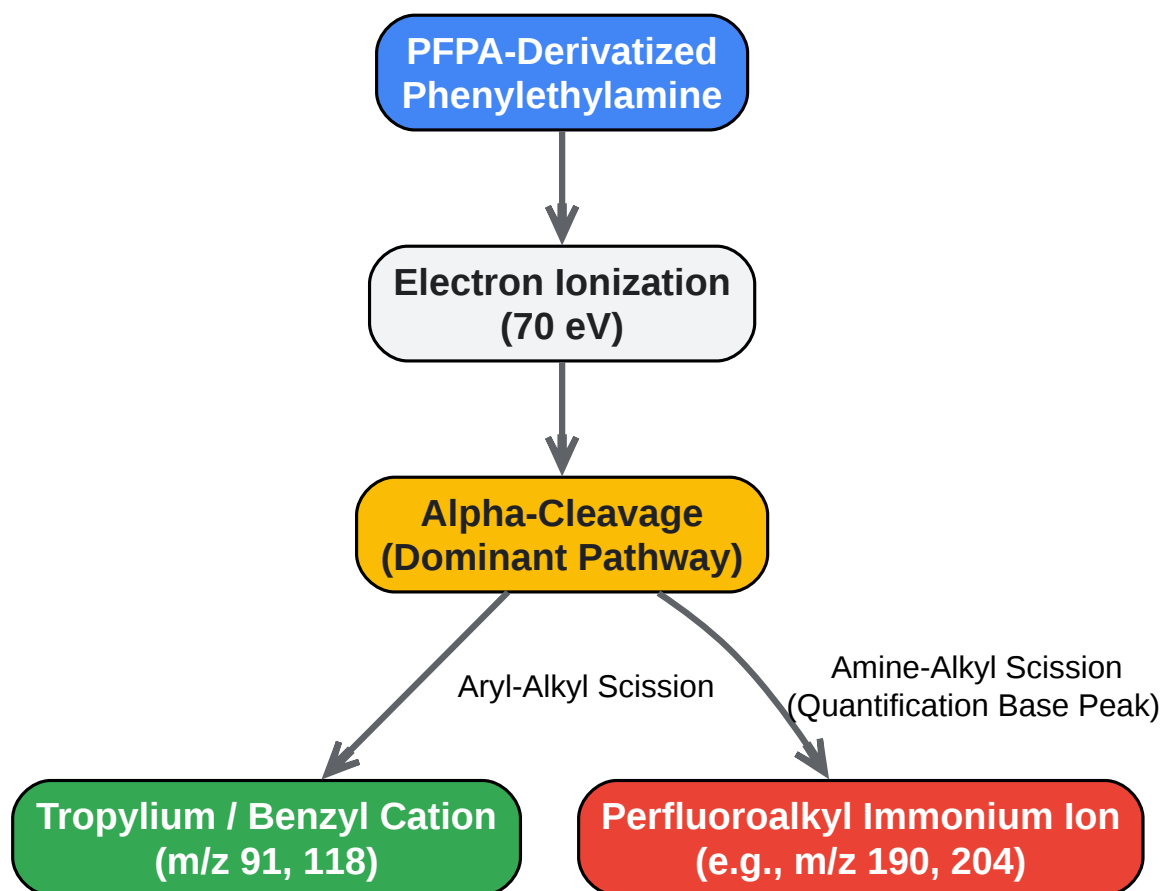 PFPA-Derivatized
Phenylethylamine
Electron Ionization
(70 eV)
Alpha-Cleavage
(Dominant Pathway)
Aryl-Alkyl Scission
Amine-Alkyl Scission
(Quantification Base Peak)
Tropylium / Benzyl Cation
(m/z 91, 118)
Perfluoroalkyl Immonium Ion
(e.g., m/z 190, 204)